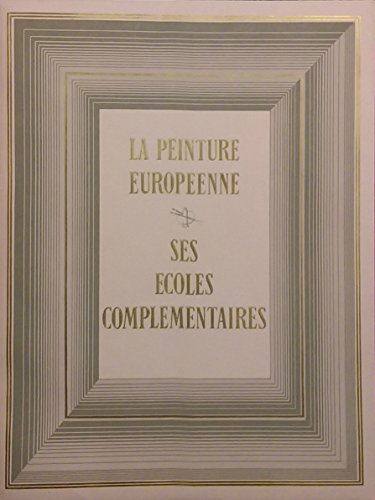 LA PEINTURE
EUROPEENNE
SES
ECOLES
COMPLEMENTAIRES